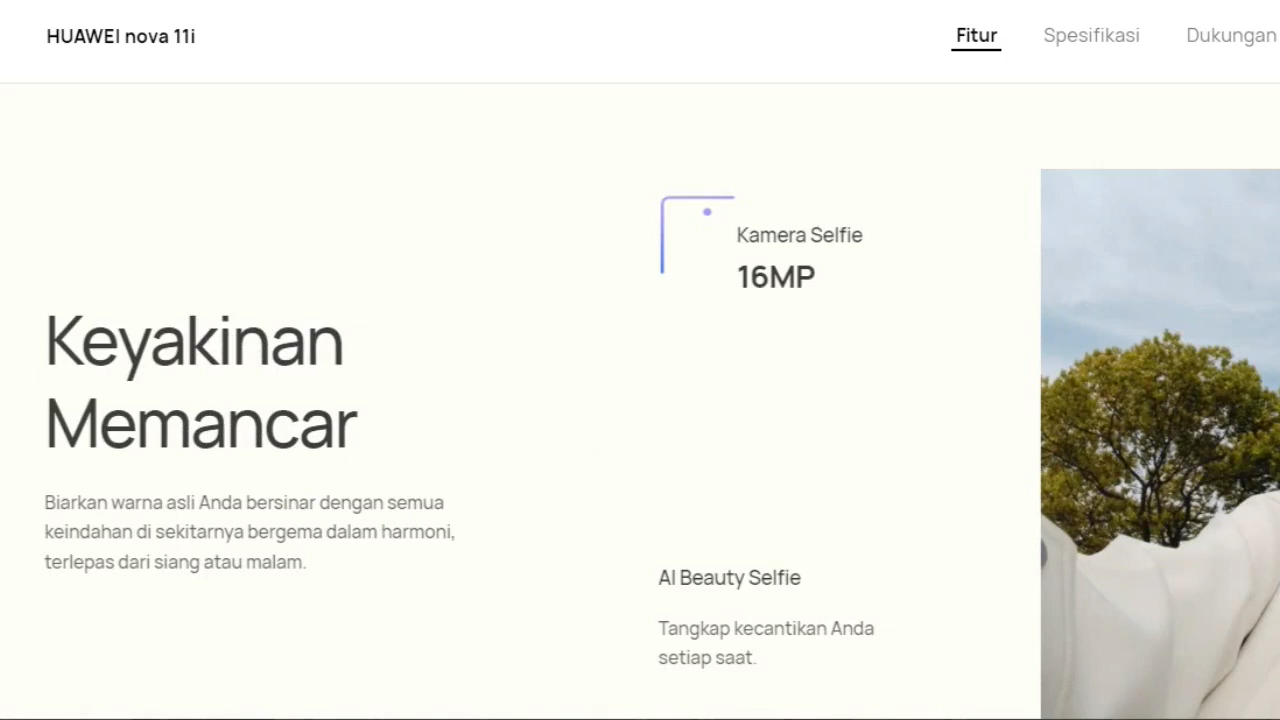 HUAWEI nova 11i
Fitur
Spesifikasi
Dukungan
Kamera Selfie
16MP
Keyakinan
Memancar
Biarkan warna asli Anda bersinar dengan semua
keindahan di sekitarnya bergema dalam harmoni,
terlepas dari siang atau malam.
AI Beauty Selfie
Tangkap kecantikan Anda
setiap saat.